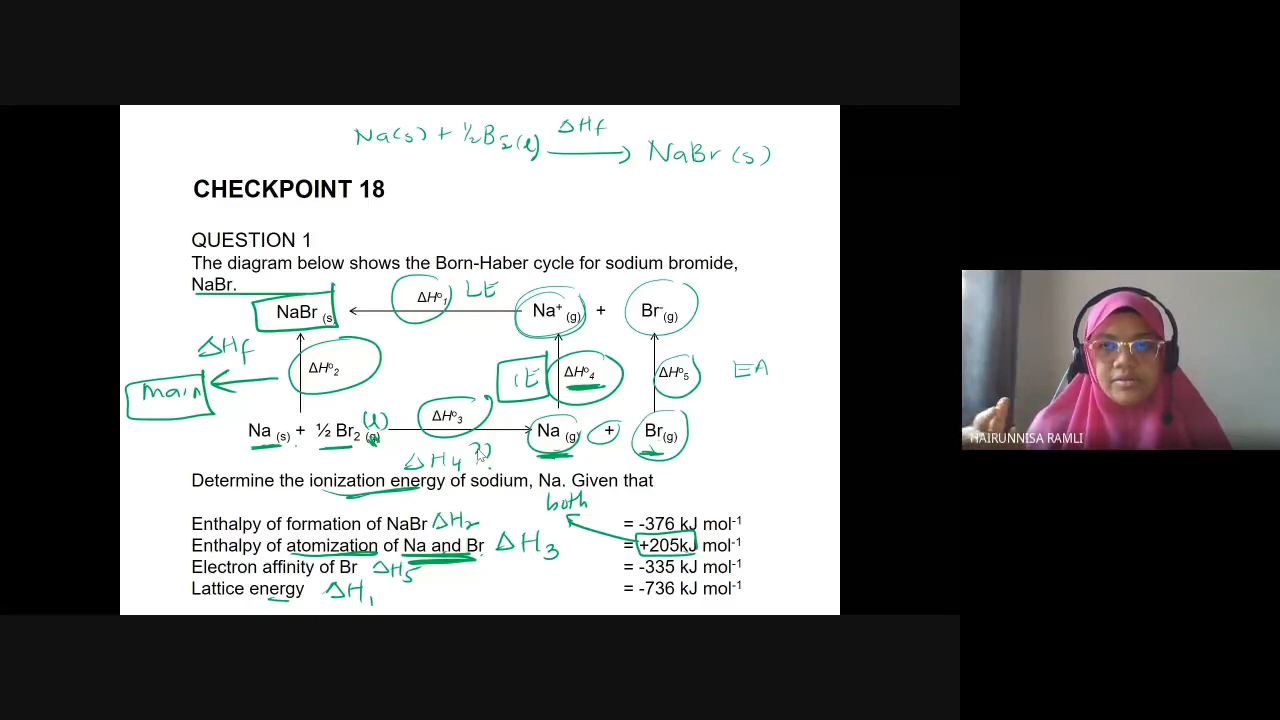 Na(s) + ½Br₂(l) ΔHf → NaBr(s)
CHECKPOINT 18
QUESTION 1
The diagram below shows the Born-Haber cycle for sodium bromide,
NaBr.
NaBr (s) ΔH°₁ LE Na⁺ (g) + Br⁻(g)
ΔHf
main
ΔH°₂ IE ΔH°₄ ΔH°₅ EA
Na (s) + ½ Br₂ (g) (l) ΔH°₃ Na (g) + Br(g)
ΔH₄ ??
Determine the ionization energy of sodium, Na. Given that
both
Enthalpy of formation of NaBr ΔH₂ = -376 kJ mol⁻¹
Enthalpy of atomization of Na and Br ΔH₃ = +205kJ mol⁻¹
Electron affinity of Br ΔH₅ = -335 kJ mol⁻¹
Lattice energy ΔH₁ = -736 kJ mol⁻¹
HAIRUNNISA RAMLI